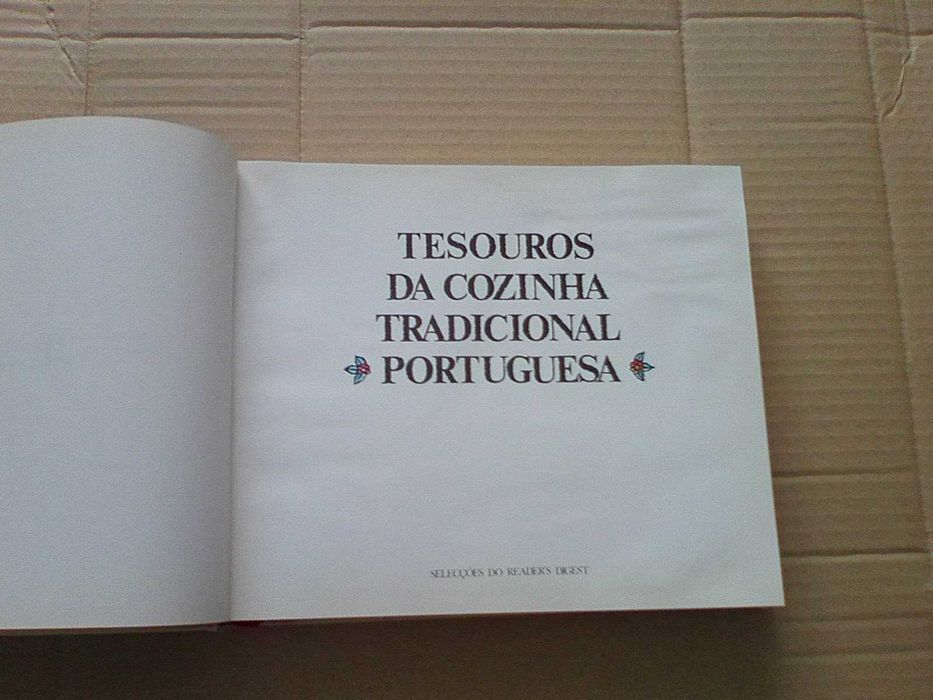 TESOUROS
DA COZINHA
TRADICIONAL
PORTUGUESA
SELECÇÕES DO READER'S DIGEST